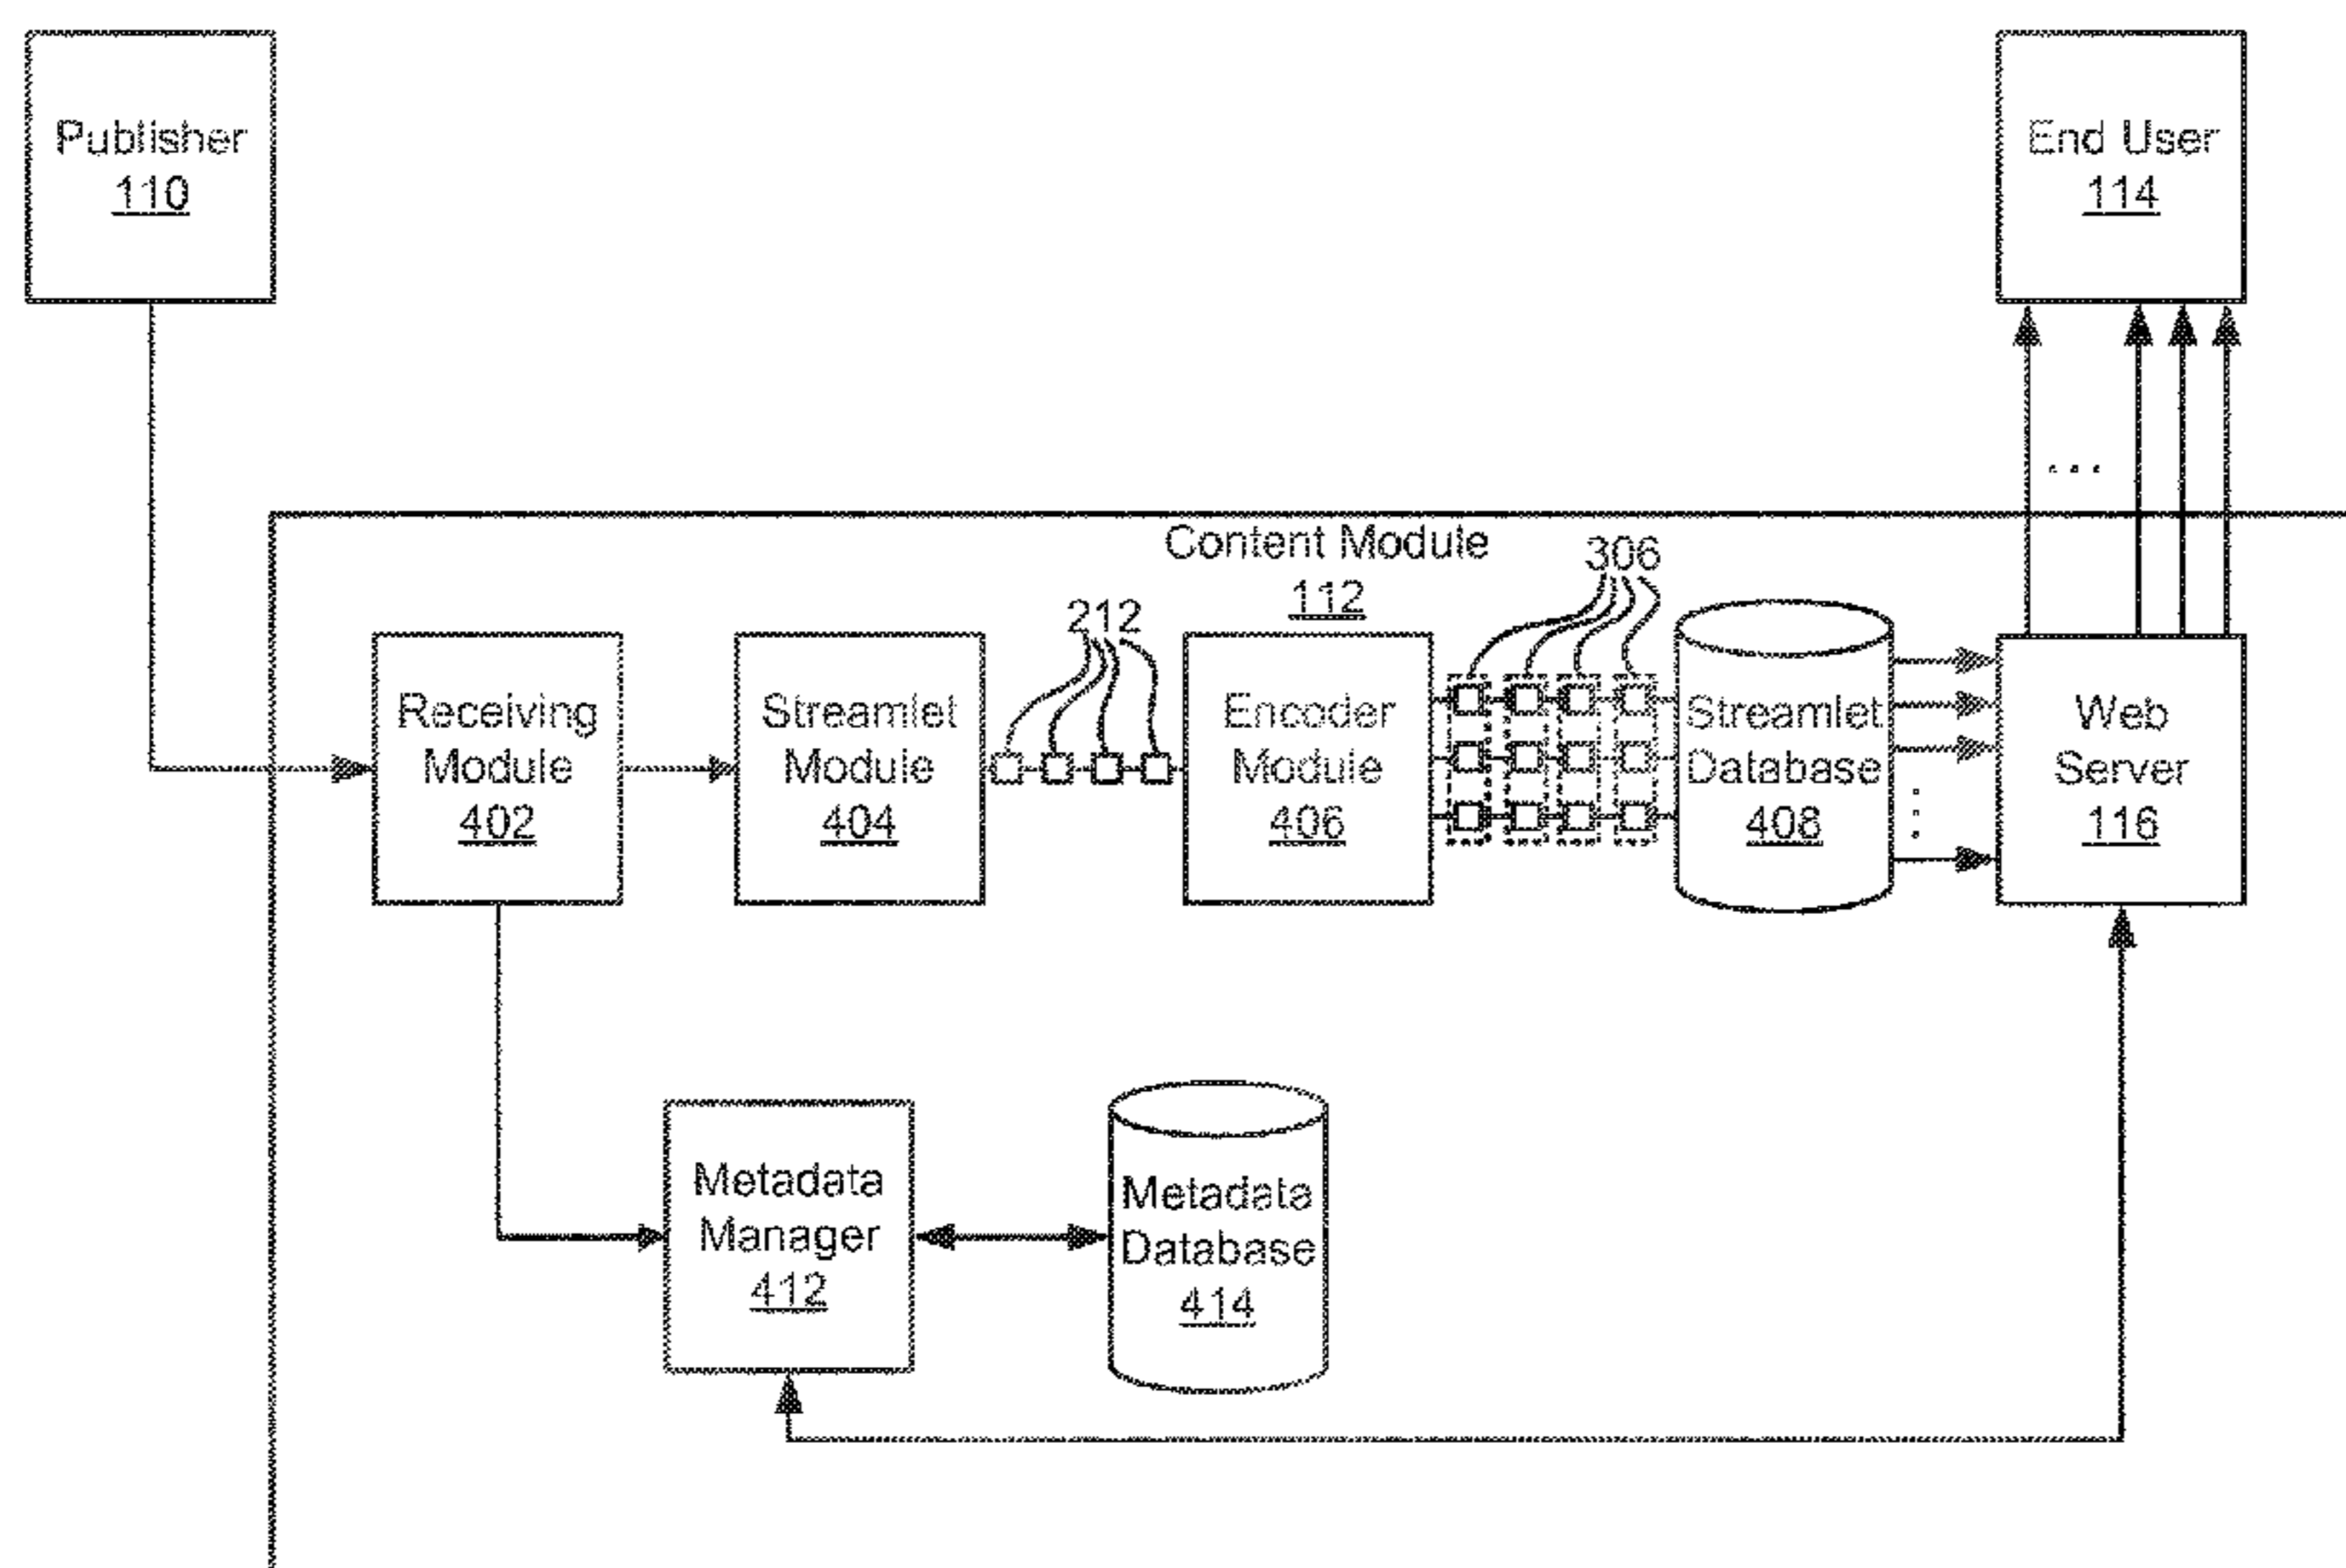 Publisher
110
End User
114
. . .
Content Module
112
212
306
Receiving
Module
402
Streamlet
Module
404
Encoder
Module
406
Streamlet
Database
408
Web
Server
116
Metadata
Manager
412
Metadata
Database
414